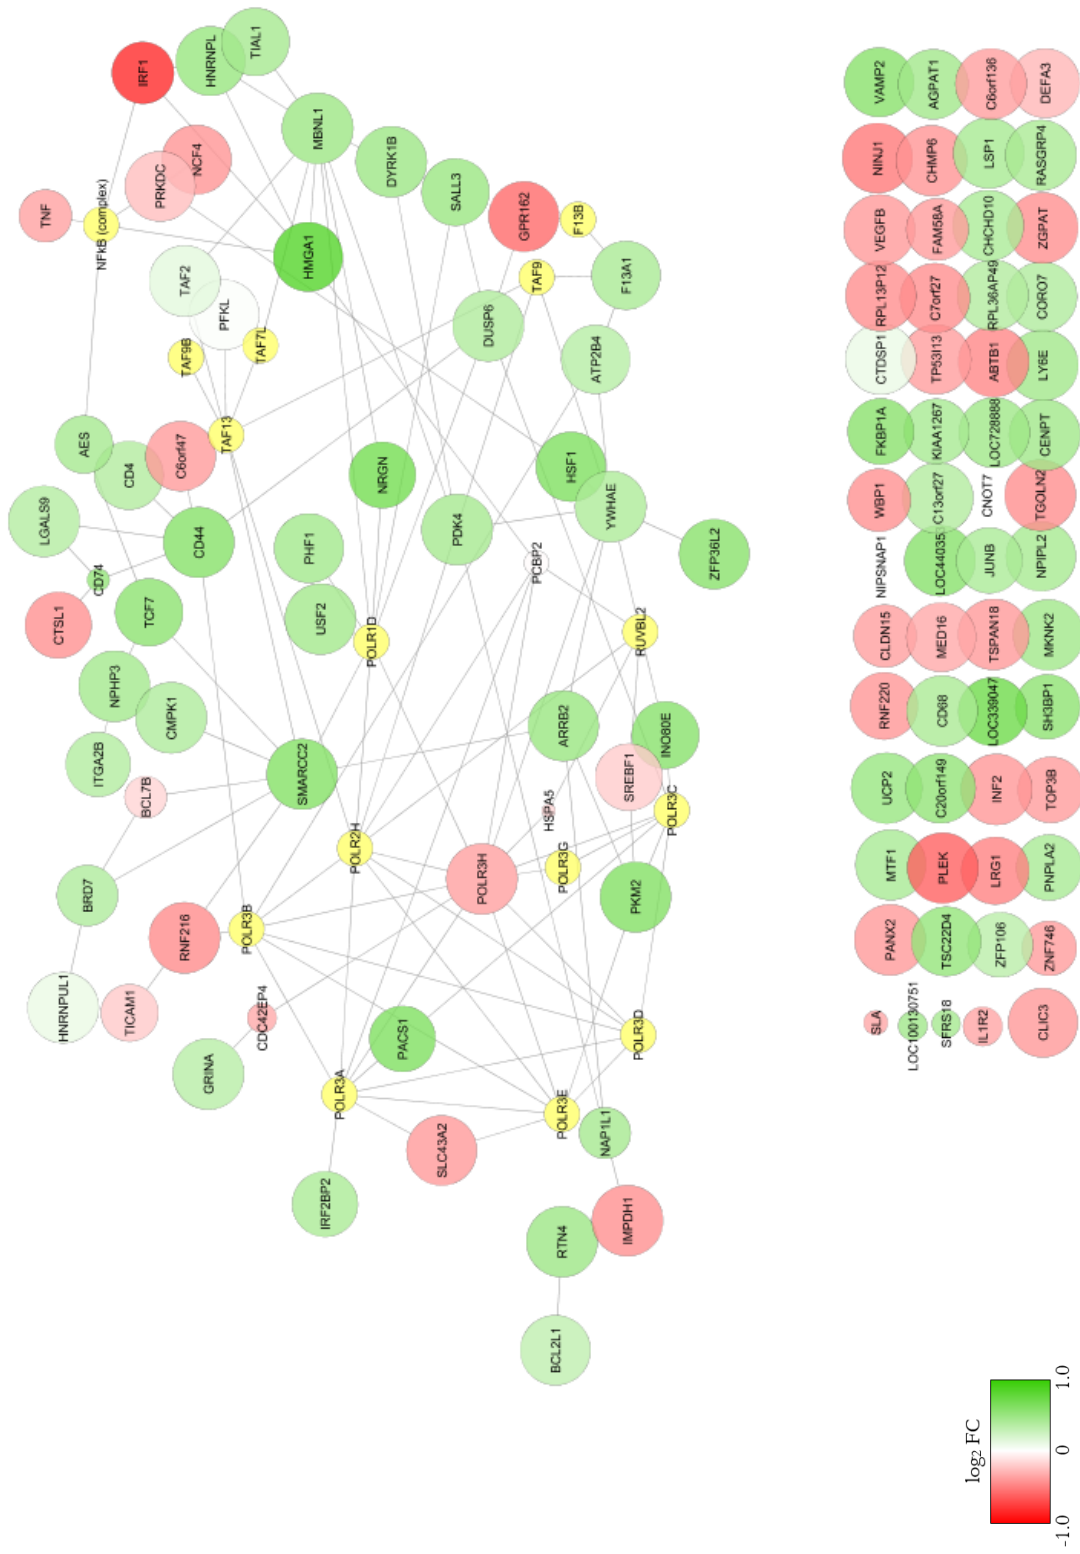 IRF1
HNRNPL
TIAL1
TNF
NFkB (complex)
PRKDC
NCF4
MBNL1
DYRK1B
SALL3
GPR162
F13B
HMGA1
TAF2
PFKL
TAF9B
TAF7L
TAF9
F13A1
DUSP6
ATP2B4
AES
CD4
C6orf47
TAF13
NRGN
HSF1
LGALS9
CD44
CD74
PHF1
PDK4
YWHAE
ZFP36L2
CTSL1
TCF7
USF2
POLR1D
PCBP2
RUVBL2
NPHP3
CMPK1
ITGA2B
BCL7B
SMARCC2
ARRB2
INO80E
SREBF1
HSPA5
POLR3C
BRD7
POLR2H
POLR3H
POLR3G
PKM2
RNF216
POLR3B
HNRNPUL1
TICAM1
CDC42EP4
GRINA
PACS1
POLR3D
POLR3A
POLR3E
NAP1L1
SLC43A2
IRF2BP2
RTN4
IMPDH1
BCL2L1
VAMP2
AGPAT1
C6orf136
DEFA3
NINJ1
CHMP6
LSP1
RASGRP4
VEGFB
FAM58A
CHCHD10
ZGPAT
RPL13P12
C7orf27
RPL36AP49
CORO7
CTDSP1
TP53I13
ABTB1
LY6E
FKBP1A
KIAA1267
LOC728888
CENPT
WBP1
C13orf27
CNOT7
TGOLN2
NIPSNAP1
JUNB
NPIPL2
CLDN15
MED16
TSPAN18
MKNK2
RNF220
CD68
LOC339047
SH3BP1
UCP2
C20orf149
INF2
TOP3B
MTF1
PLEK
LRG1
PNPLA2
PANX2
TSC22D4
ZFP106
ZNF746
SLA
LOC100130751
SFRS18
IL1R2
CLIC3
log2 FC
-1.0 0 1.0